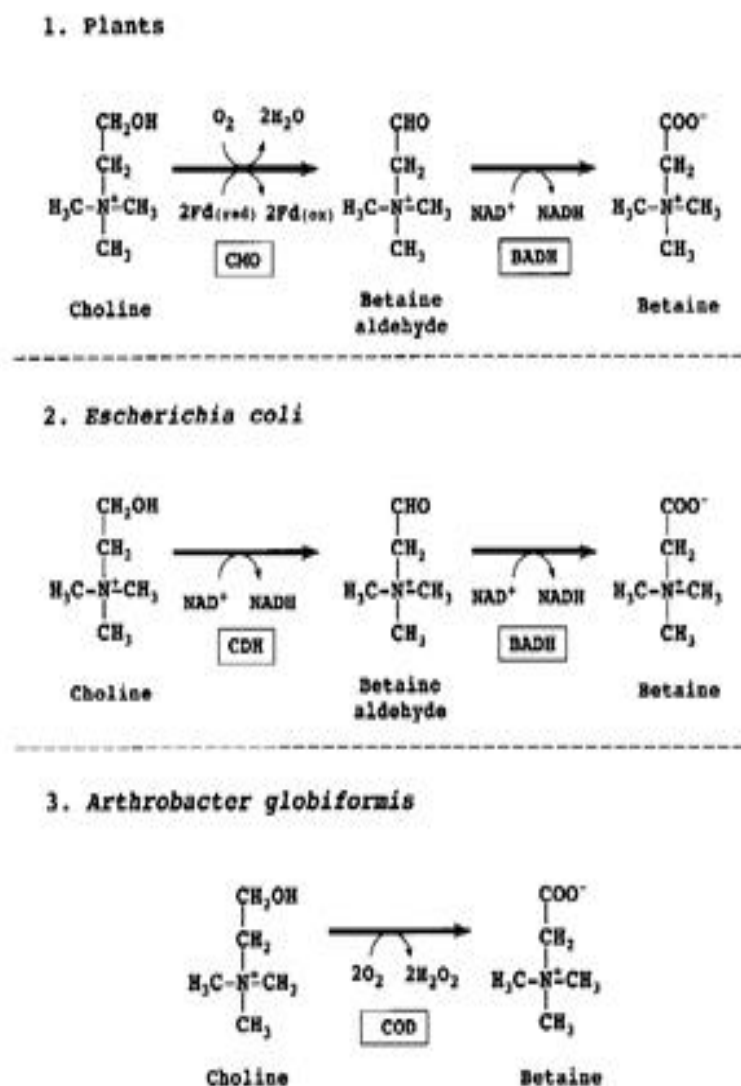 1. Plants
CH₂OH O₂ 2H₂O CHO COO⁻
CH₂ CH₂ CH₂
H₃C-N⁺-CH₃ 2Fd(red) 2Fd(ox) H₃C-N⁺-CH₃ NAD⁺ NADH H₃C-N⁺-CH₃
CH₃ CMO CH₃ BADH CH₃
Choline Betaine aldehyde Betaine
2. Escherichia coli
CH₂OH CHO COO⁻
CH₂ CH₂ CH₂
H₃C-N⁺-CH₃ NAD⁺ NADH H₃C-N⁺-CH₃ NAD⁺ NADH H₃C-N⁺-CH₃
CH₃ CDH CH₃ BADH CH₃
Choline Betaine aldehyde Betaine
3. Arthrobacter globiformis
CH₂OH COO⁻
CH₂ CH₂
H₃C-N⁺-CH₃ 2O₂ 2H₂O₂ H₃C-N⁺-CH₃
CH₃ COD CH₃
Choline Betaine